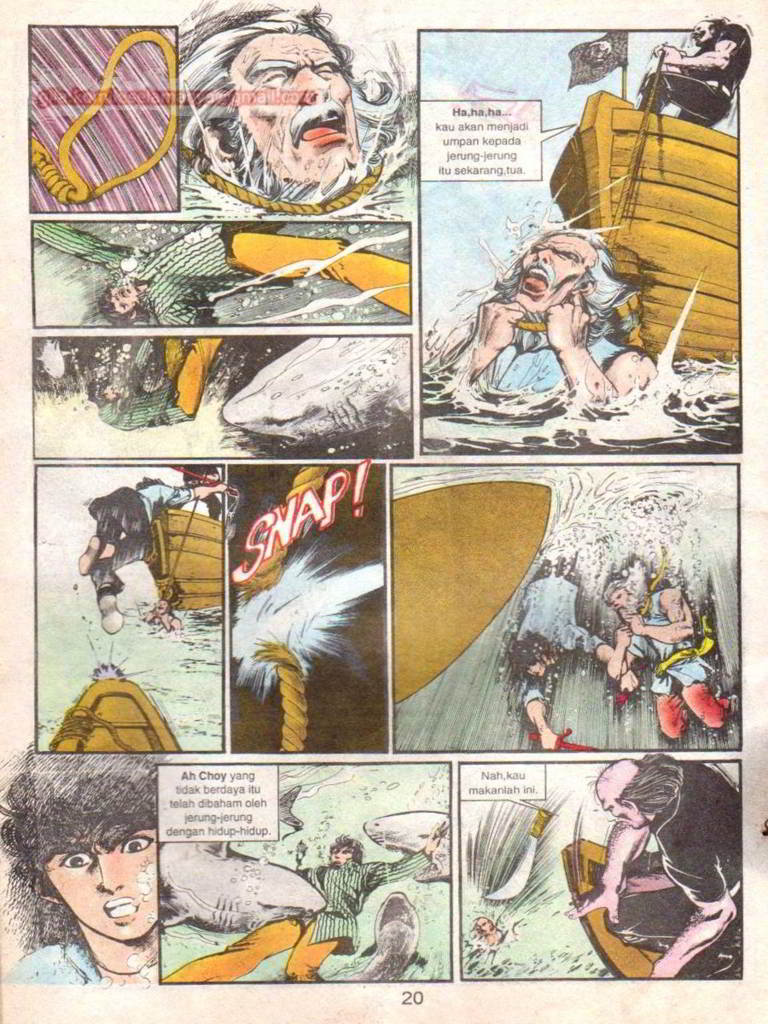 Ha,ha,ha...
kau akan menjadi
umpan kepada
jerung-jerung
itu sekarang,tua.
SNAP!
Ah Choy yang
tidak berdaya itu
telah dibaham oleh
jerung-jerung
dengan hidup-hidup.
Nah,kau
makanlah ini.
20